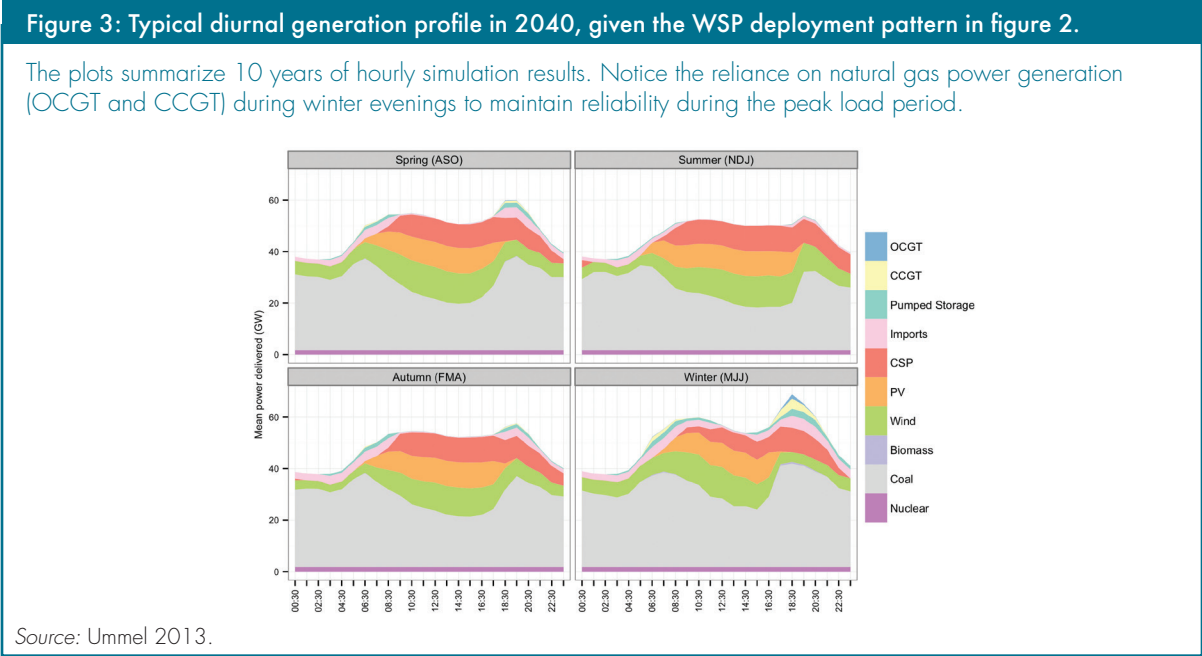 Figure 3: Typical diurnal generation profile in 2040, given the WSP deployment pattern in figure 2.
The plots summarize 10 years of hourly simulation results. Notice the reliance on natural gas power generation
(OCGT and CCGT) during winter evenings to maintain reliability during the peak load period.
Spring (ASO)
Summer (NDJ)
60
40
20
0
Autumn (FMA)
Winter (MJJ)
60
40
20
0
Mean power delivered (GW)
00:30
02:30
04:30
06:30
08:30
10:30
12:30
14:30
16:30
18:30
20:30
22:30
00:30
02:30
04:30
06:30
08:30
10:30
12:30
14:30
16:30
18:30
20:30
22:30
OCGT
CCGT
Pumped Storage
Imports
CSP
PV
Wind
Biomass
Coal
Nuclear
Source: Ummel 2013.